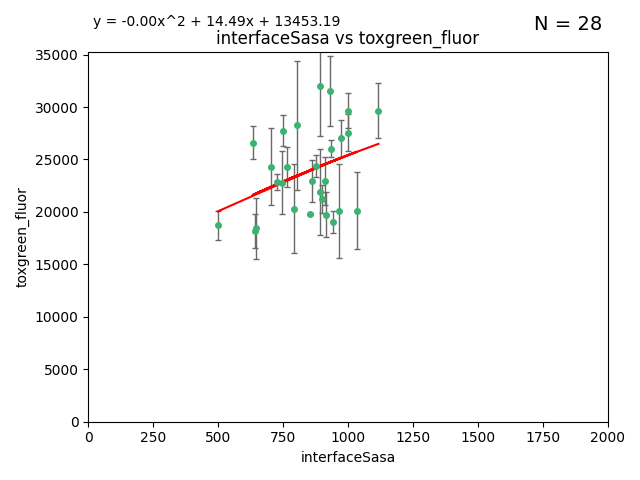 y = -0.00x^2 + 14.49x + 13453.19
N = 28
interfaceSasa vs toxgreen_fluor
35000
30000
25000
20000
15000
10000
5000
0
toxgreen_fluor
0 250 500 750 1000 1250 1500 1750 2000
interfaceSasa